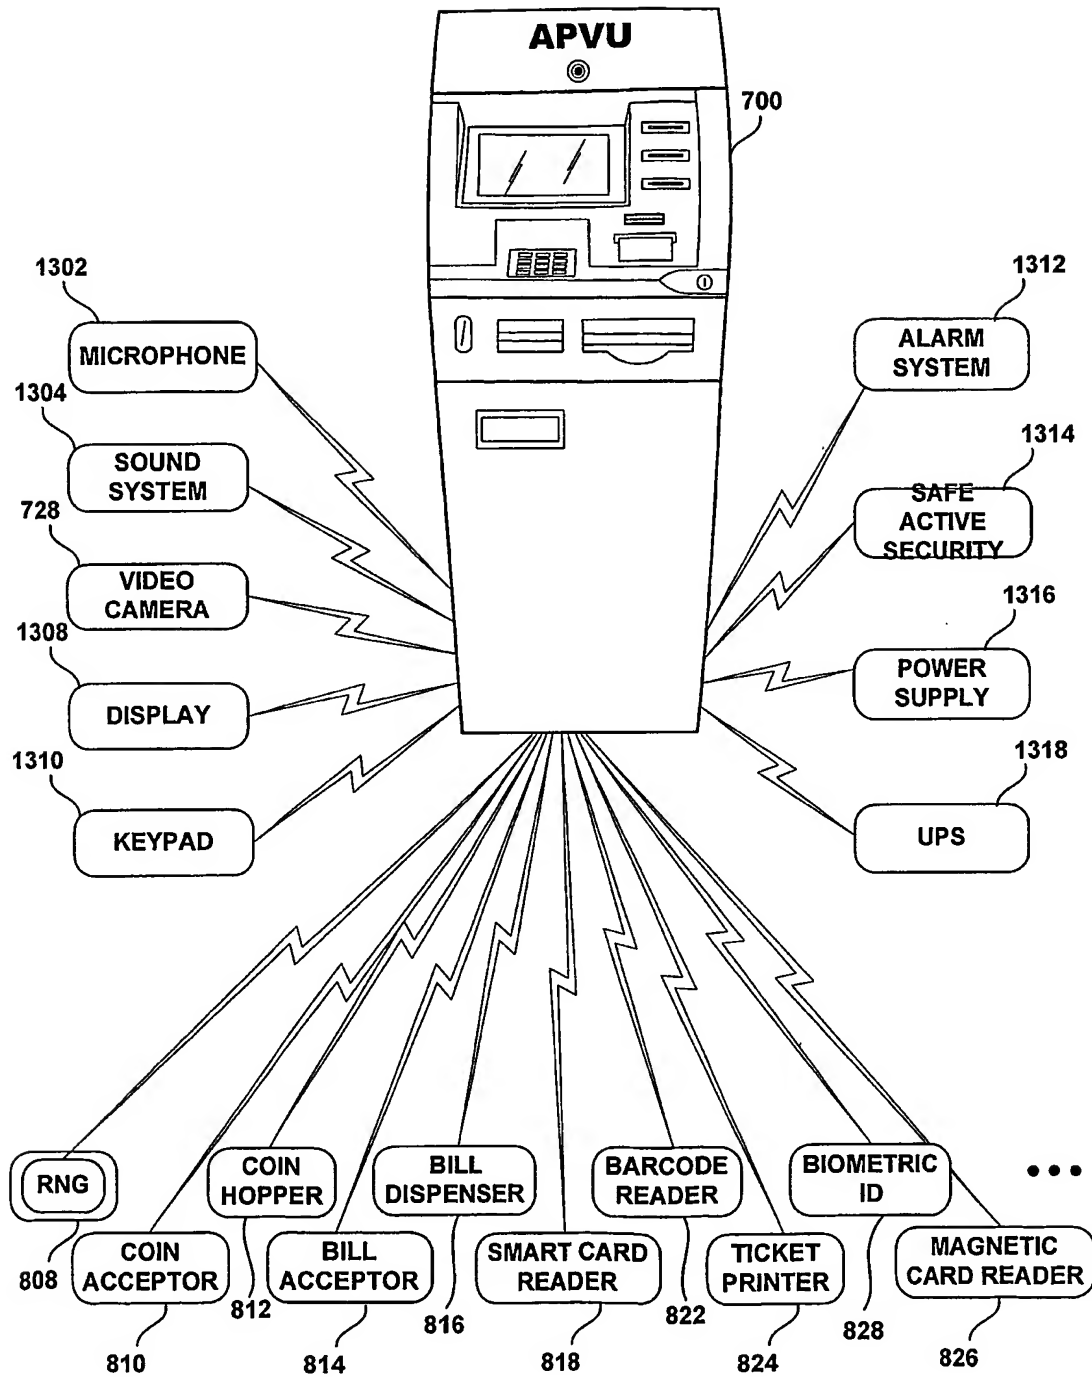 APVU
700
1302
MICROPHONE
1304
SOUND
SYSTEM
728
VIDEO
CAMERA
1308
DISPLAY
1310
KEYPAD
1312
ALARM
SYSTEM
1314
SAFE
ACTIVE
SECURITY
1316
POWER
SUPPLY
1318
UPS
RNG
808
COIN
ACCEPTOR
810
COIN
HOPPER
812
BILL
ACCEPTOR
814
BILL
DISPENSER
816
SMART CARD
READER
818
BARCODE
READER
822
TICKET
PRINTER
824
BIOMETRIC
ID
828
MAGNETIC
CARD READER
826
•••